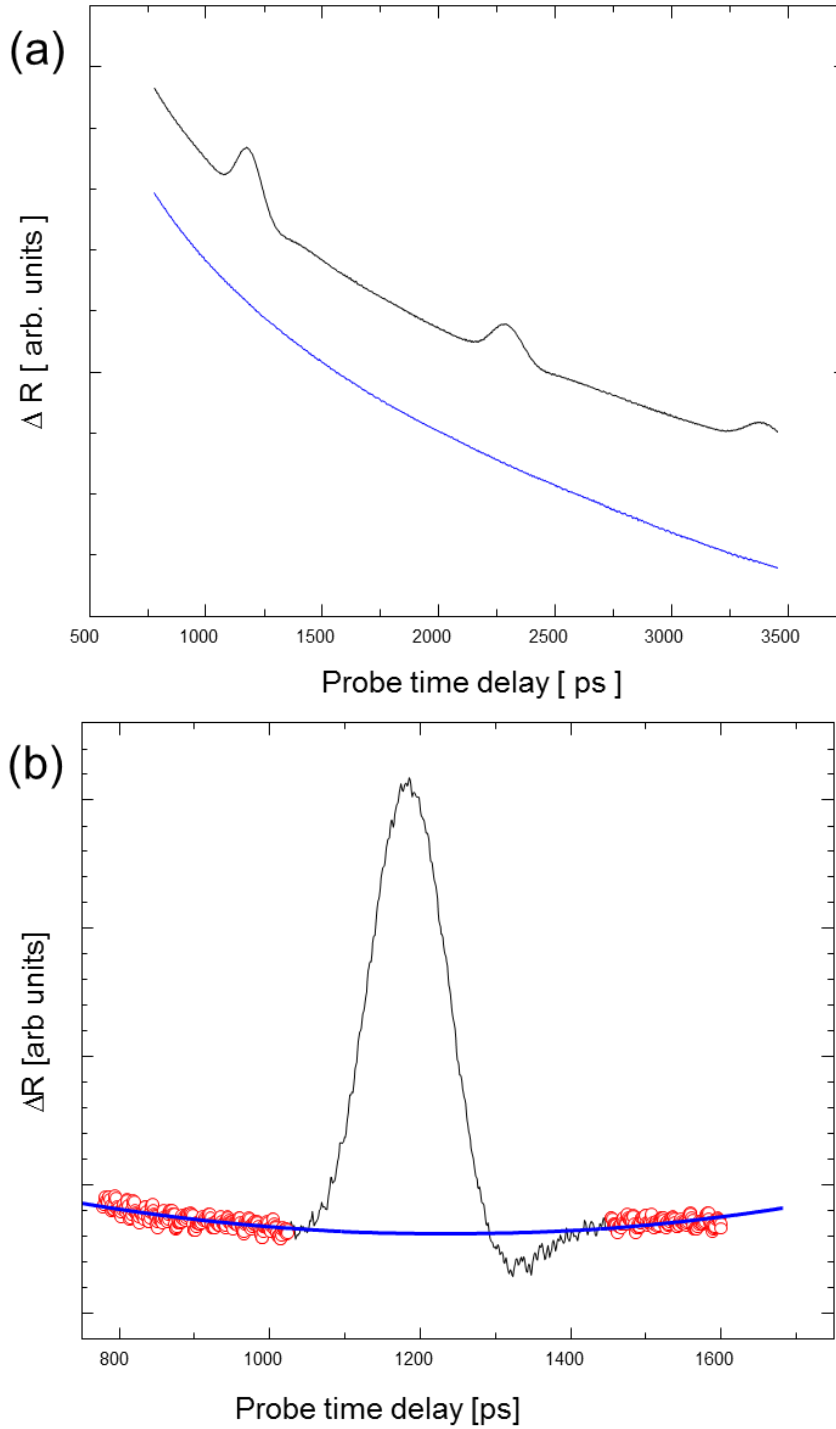 (a)
Δ R [ arb. units ]
500 1000 1500 2000 2500 3000 3500
Probe time delay [ ps ]
(b)
ΔR [arb units]
800 1000 1200 1400 1600
Probe time delay [ps]